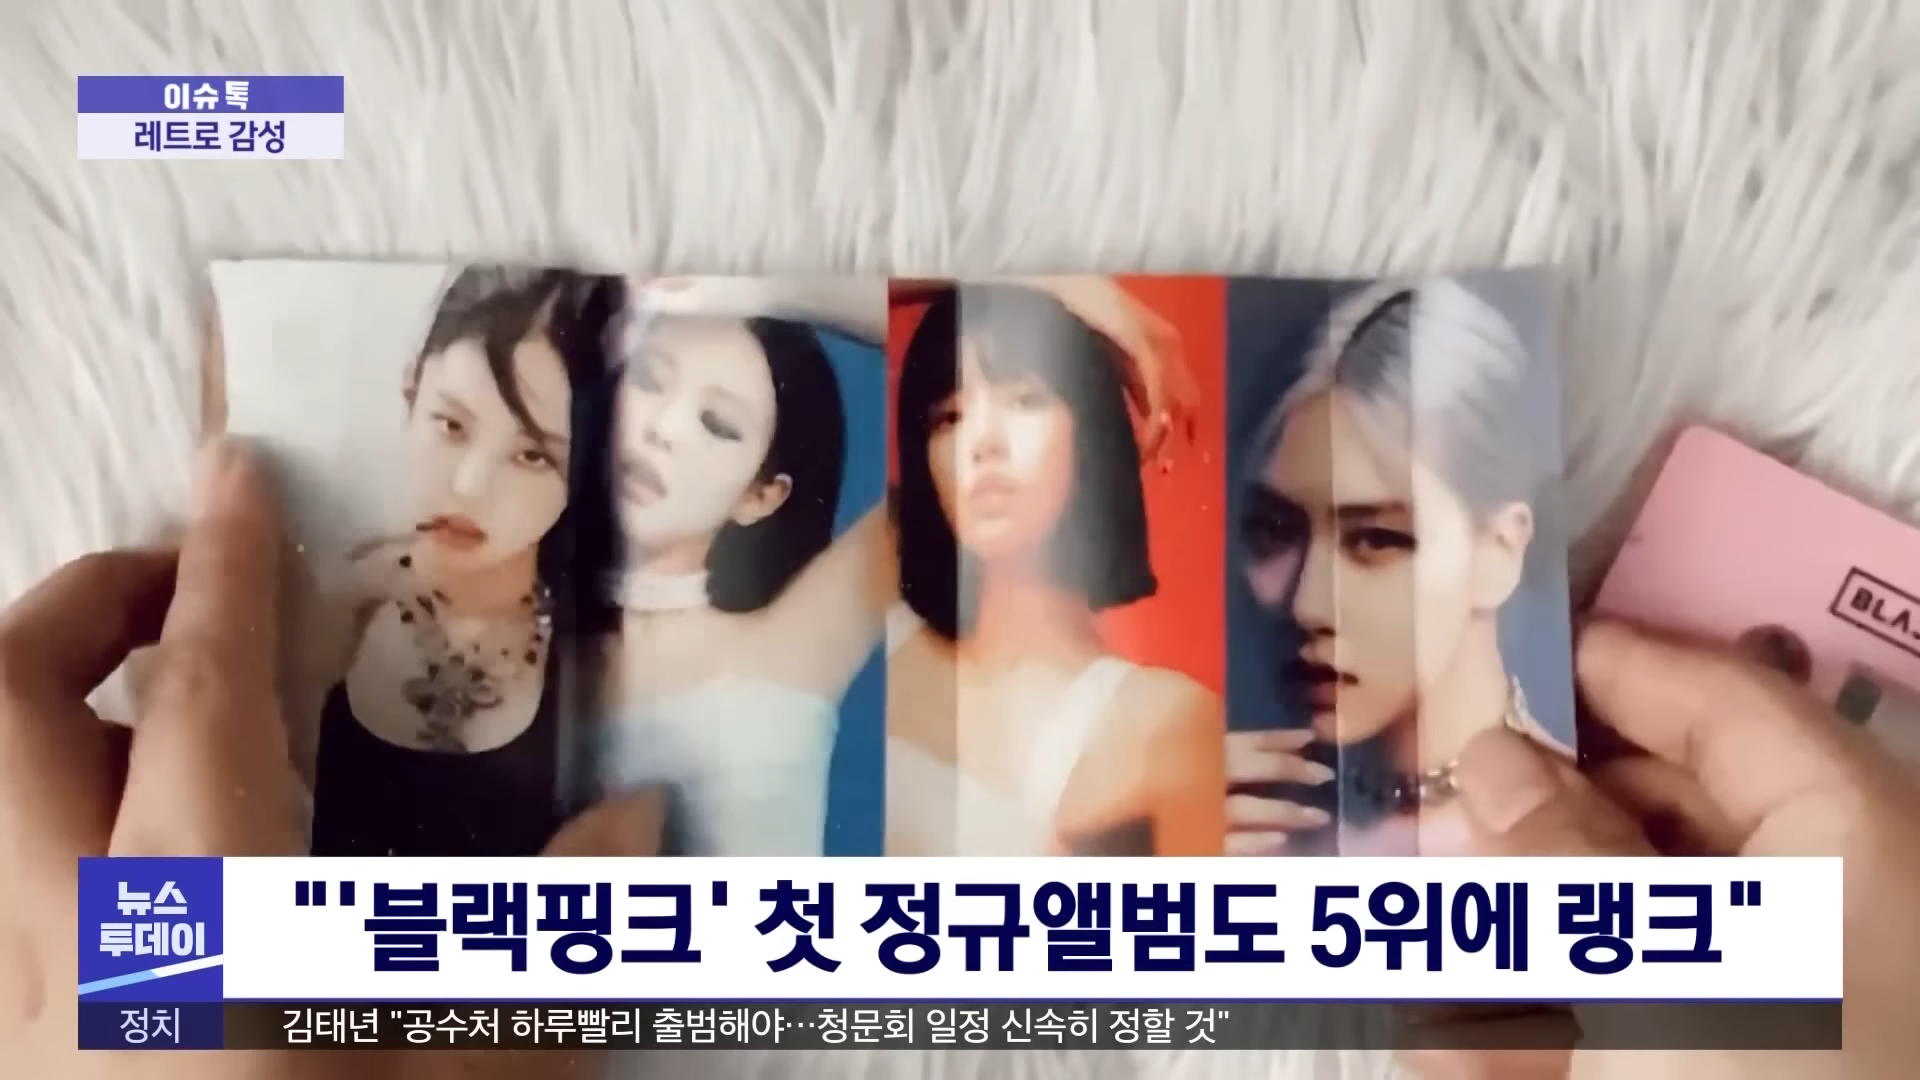 이슈 톡
레트로 감성
"'블랙핑크' 첫 정규앨범도 5위에 랭크"
뉴스
투데이
정치
김태년 "공수처 하루빨리 출범해야…청문회 일정 신속히 정할 것"